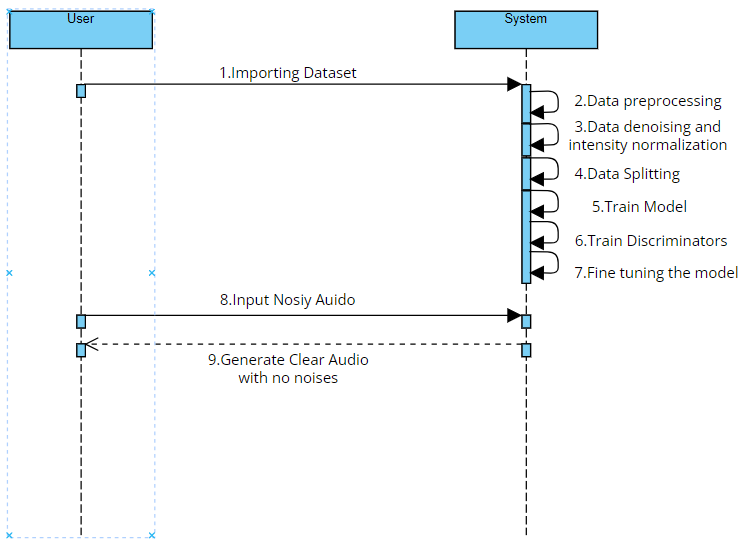 User
System
1.Importing Dataset
2.Data preprocessing
3.Data denoising and
intensity normalization
4.Data Splitting
5.Train Model
6.Train Discriminators
7.Fine tuning the model
8.Input Nosiy Auido
9.Generate Clear Audio
with no noises